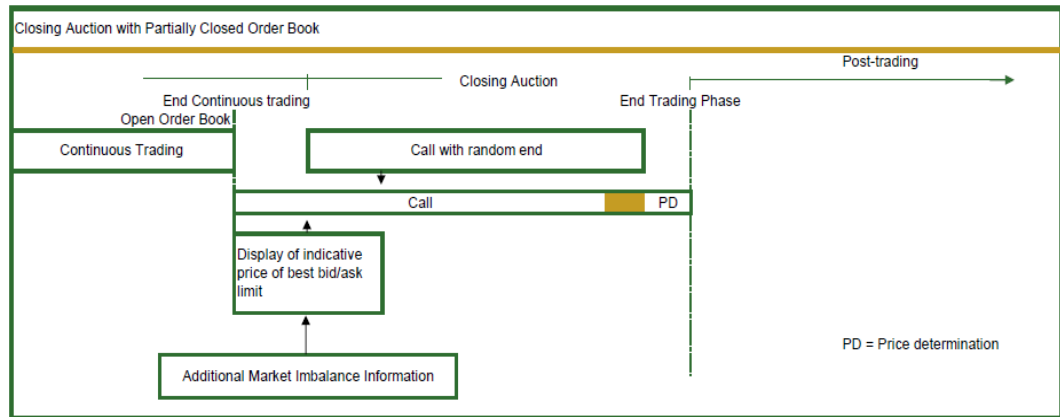 Closing Auction with Partially Closed Order Book
Post-trading
Closing Auction
End Continuous trading
End Trading Phase
Open Order Book
Continuous Trading
Call with random end
Call
PD
Display of indicative
price of best bid/ask
limit
PD = Price determination
Additional Market Imbalance Information